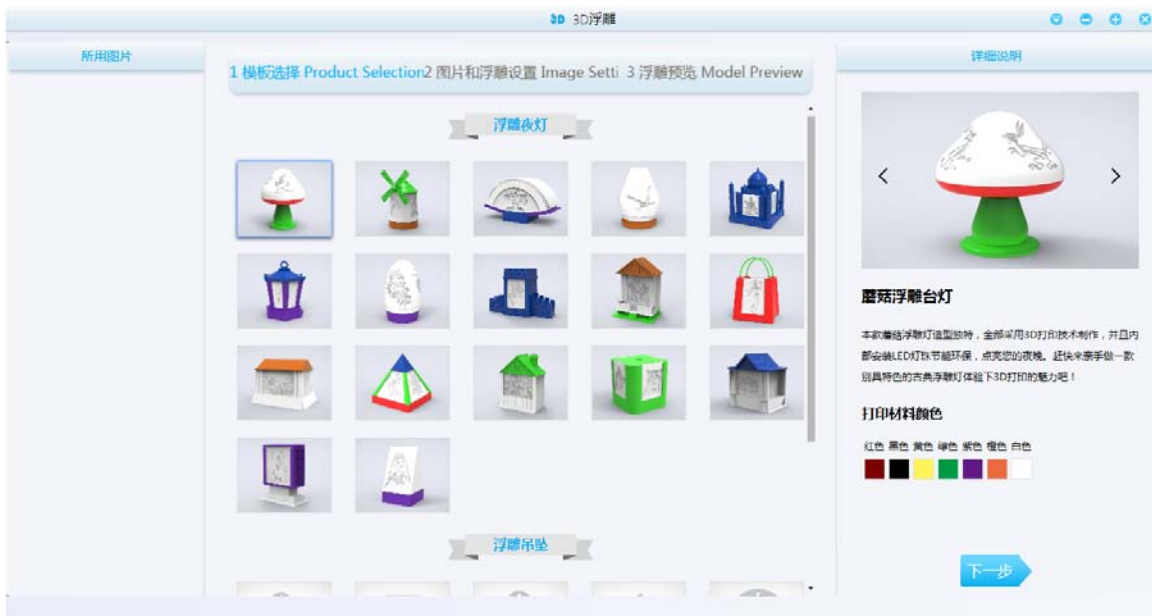 3D 3D浮雕
所用图片
1 模板选择 Product Selection2 图片和浮雕设置 Image Setti 3 浮雕预览 Model Preview
浮雕夜灯
浮雕吊坠
详细说明
蘑菇浮雕台灯
本款蘑菇浮雕灯造型独特，全部采用3D打印技术制作，并且内
部安装LED灯珠节能环保，点亮您的夜晚。赶快来亲手做一款
别具特色的古典浮雕灯体验下3D打印的魅力吧！
打印材料颜色
红色 黑色 黄色 绿色 紫色 橙色 白色
下一步